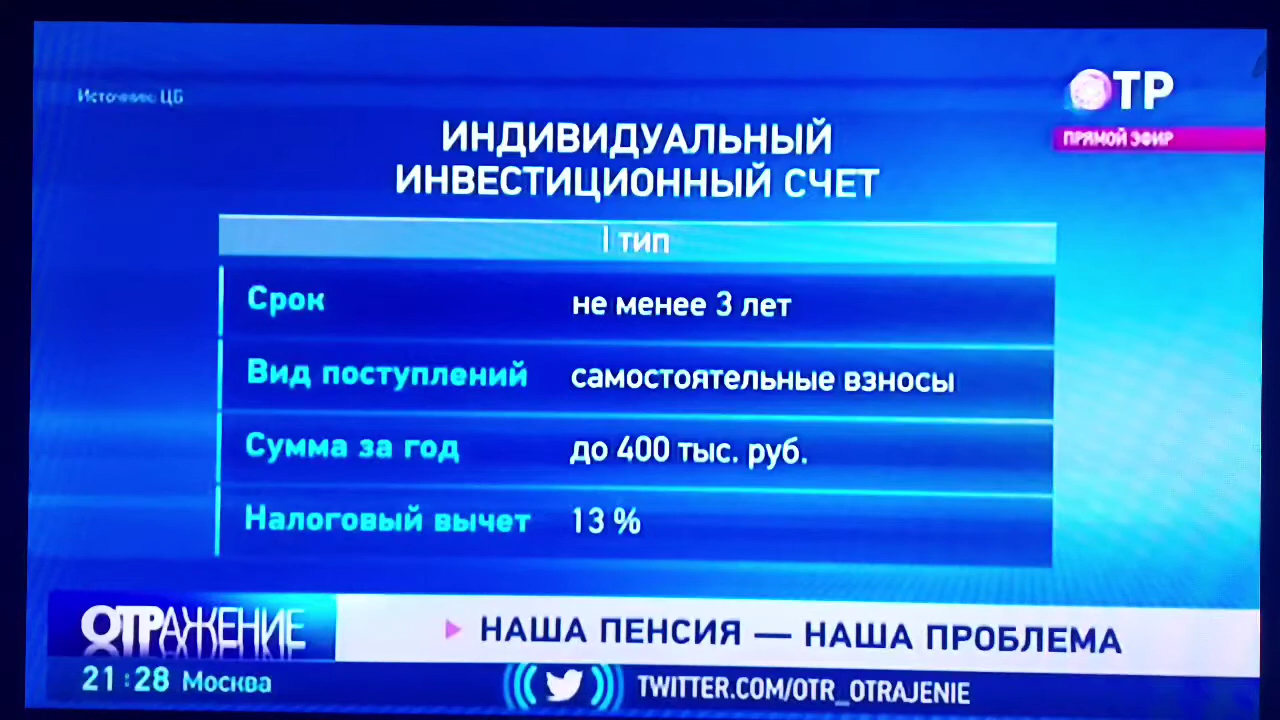 Источник: ЦБ
ОТР
ПРЯМОЙ ЭФИР
ИНДИВИДУАЛЬНЫЙ
ИНВЕСТИЦИОННЫЙ СЧЕТ
I тип
Срок не менее 3 лет
Вид поступлений самостоятельные взносы
Сумма за год до 400 тыс. руб.
Налоговый вычет 13 %
ОТРАЖЕНИЕ
НАША ПЕНСИЯ — НАША ПРОБЛЕМА
21:28 Москва
TWITTER.COM/OTR_OTRAJENIE